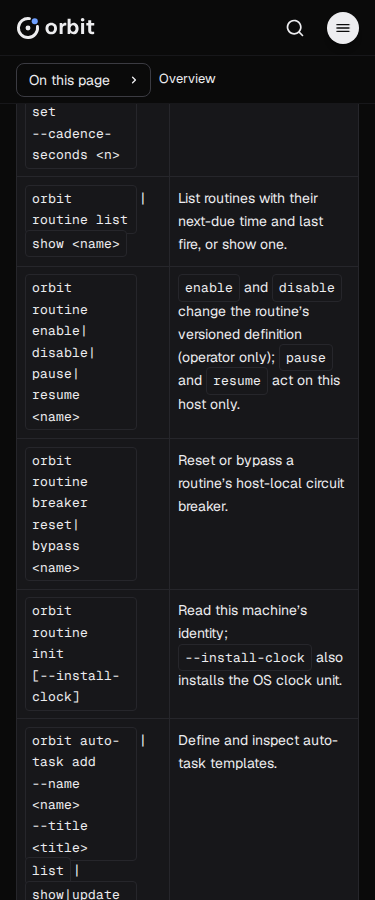 orbit
On this page
Overview
set
--cadence-
seconds <n>
orbit |
routine list
show <name>
List routines with their
next-due time and last
fire, or show one.
orbit
routine
enable|
disable|
pause|
resume
<name>
enable and disable
change the routine's
versioned definition
(operator only); pause
and resume act on this
host only.
orbit
routine
breaker
reset|
bypass
<name>
Reset or bypass a
routine's host-local circuit
breaker.
orbit
routine
init
[--install-
clock]
Read this machine's
identity;
--install-clock also
installs the OS clock unit.
orbit auto- |
task add
--name
<name>
--title
<title>
list |
show|update
Define and inspect auto-
task templates.